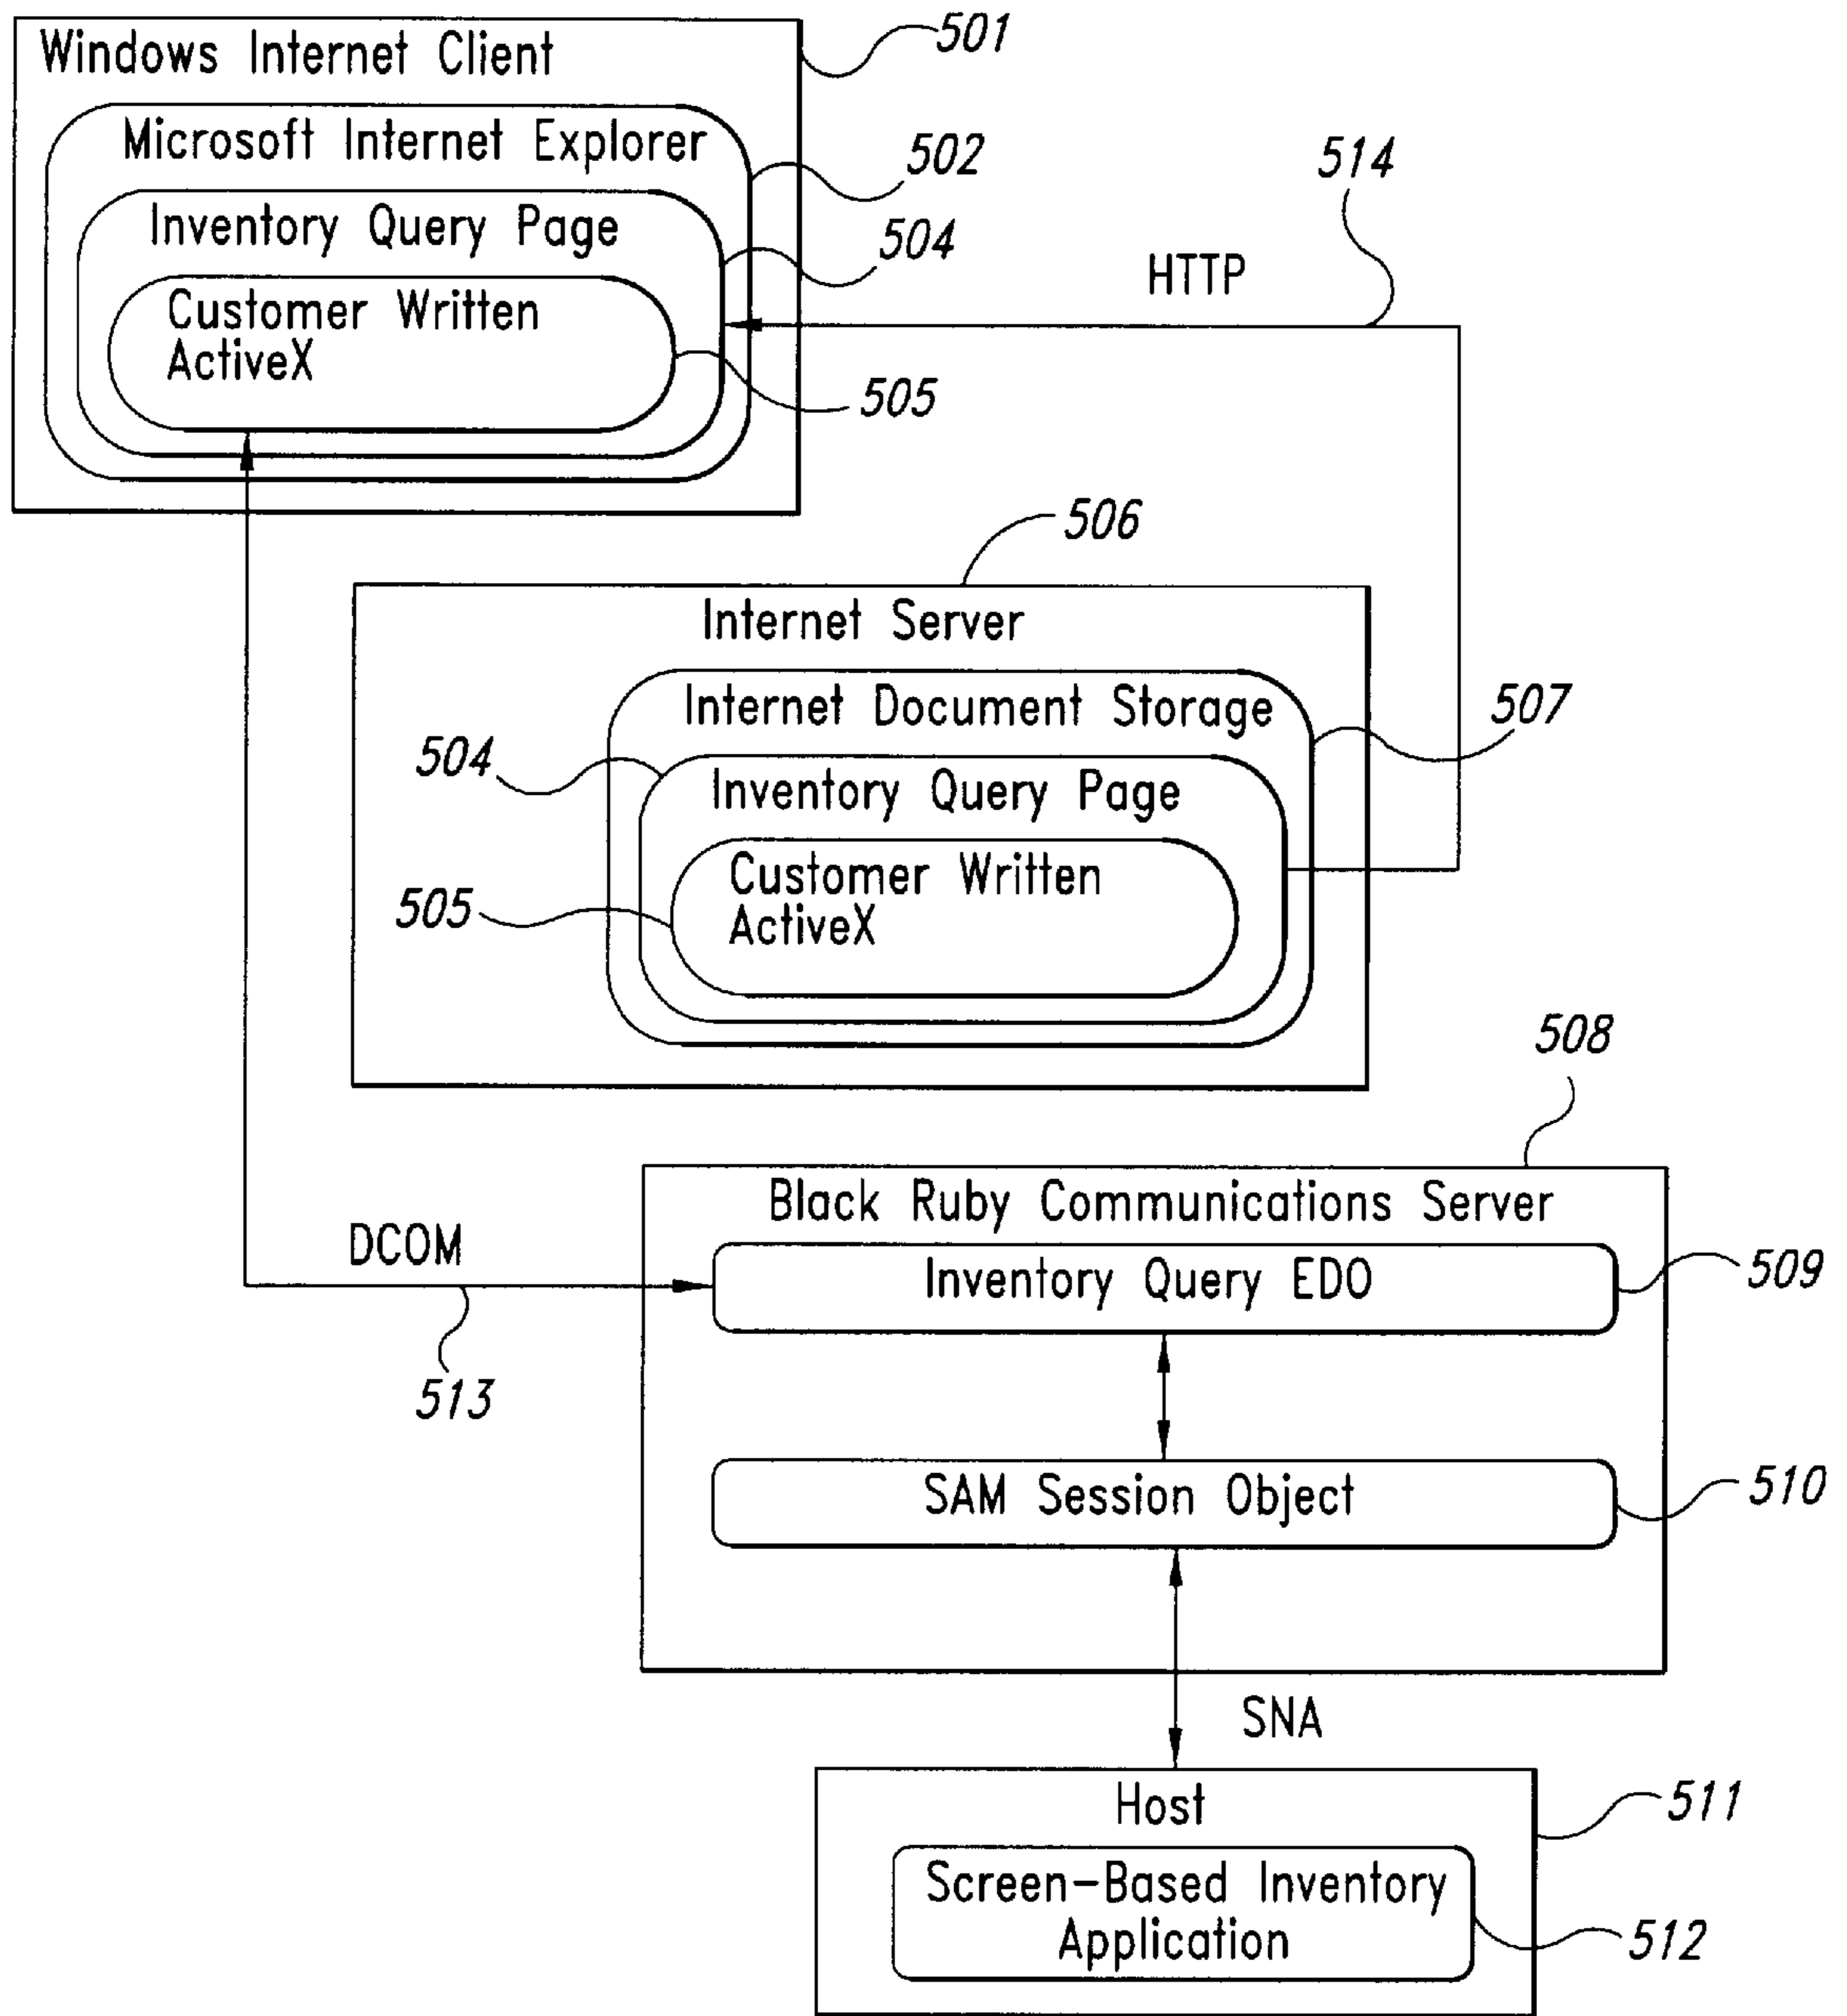 Windows Internet Client
501
Microsoft Internet Explorer
502
514
Inventory Query Page
504
HTTP
Customer Written
ActiveX
505
506
Internet Server
Internet Document Storage
507
504
Inventory Query Page
Customer Written
ActiveX
505
508
Black Ruby Communications Server
DCOM
Inventory Query EDO
509
513
SAM Session Object
510
SNA
Host
511
Screen-Based Inventory
Application
512